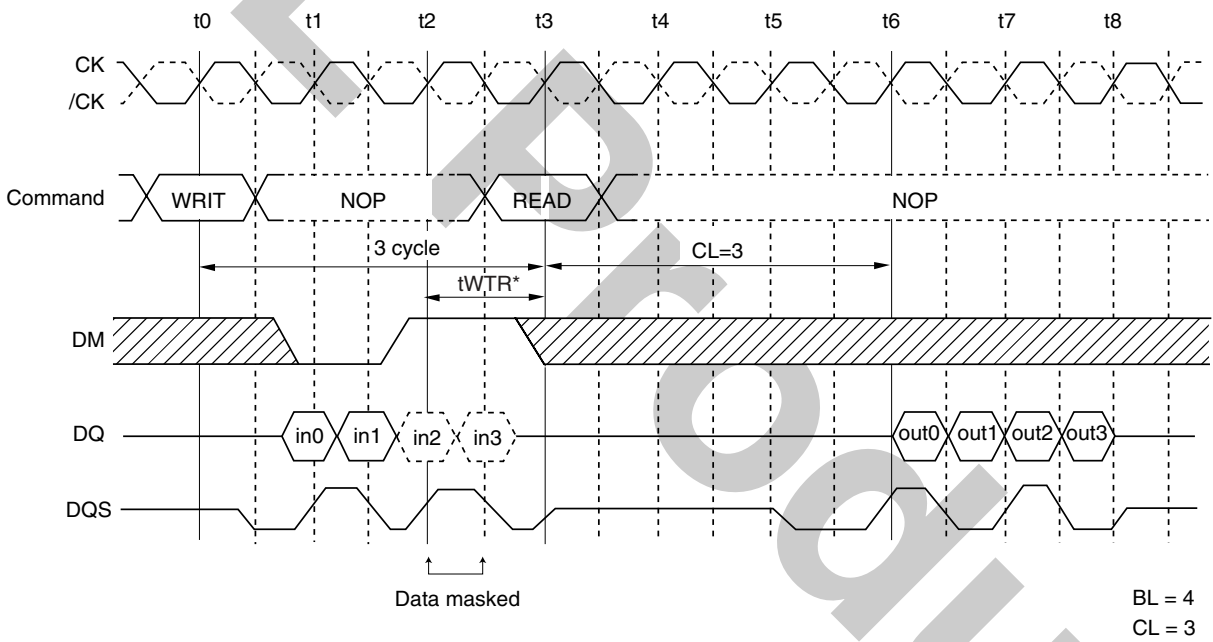 t0 t1 t2 t3 t4 t5 t6 t7 t8
CK
/CK
Command WRIT NOP READ NOP
3 cycle CL=3
tWTR*
DM
DQ in0 in1 in2 in3 out0 out1 out2 out3
DQS
Data masked
BL = 4
CL = 3